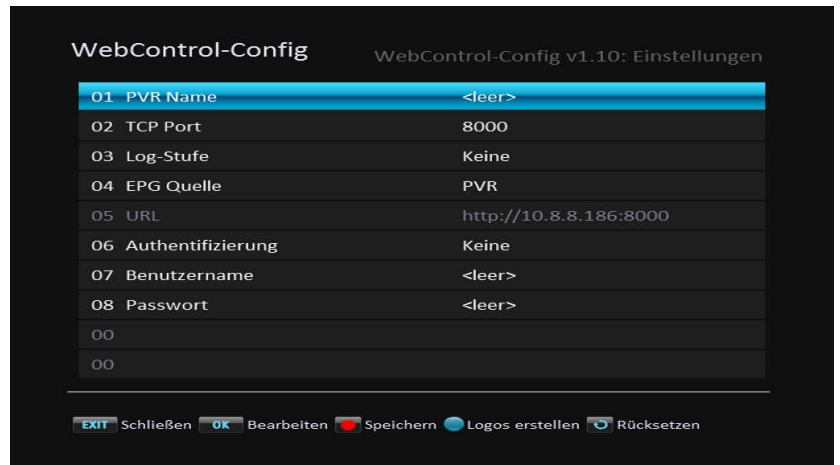 WebControl-Config
WebControl-Config v1.10: Einstellungen
01 PVR Name <leer>
02 TCP Port 8000
03 Log-Stufe Keine
04 EPG Quelle PVR
05 URL http://10.8.8.186:8000
06 Authentifizierung Keine
07 Benutzername <leer>
08 Passwort <leer>
00
00
EXIT Schließen OK Bearbeiten Speichern Logos erstellen Rücksetzen